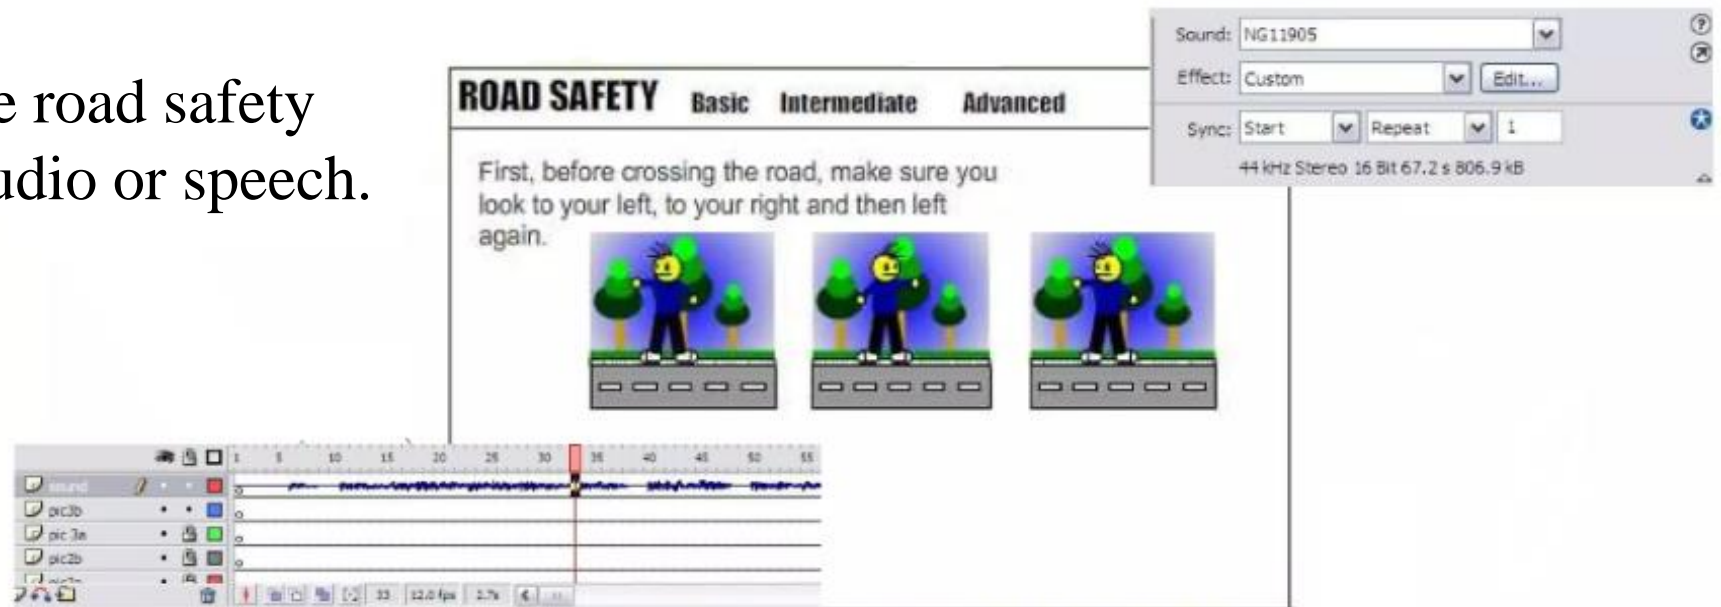 e road safety
udio or speech.
ROAD SAFETY Basic Intermediate Advanced
First, before crossing the road, make sure you
look to your left, to your right and then left
again.
Sound: NG11905
Effect: Custom Edit...
Sync: Start Repeat 1
44 kHz Stereo 16 Bit 67.2 s 806.9 kB
1 5 10 15 20 25 30 35 40 45 50 55
sound
pic3b
pic 3a
pic2b
33 12.0 fps 2.7s